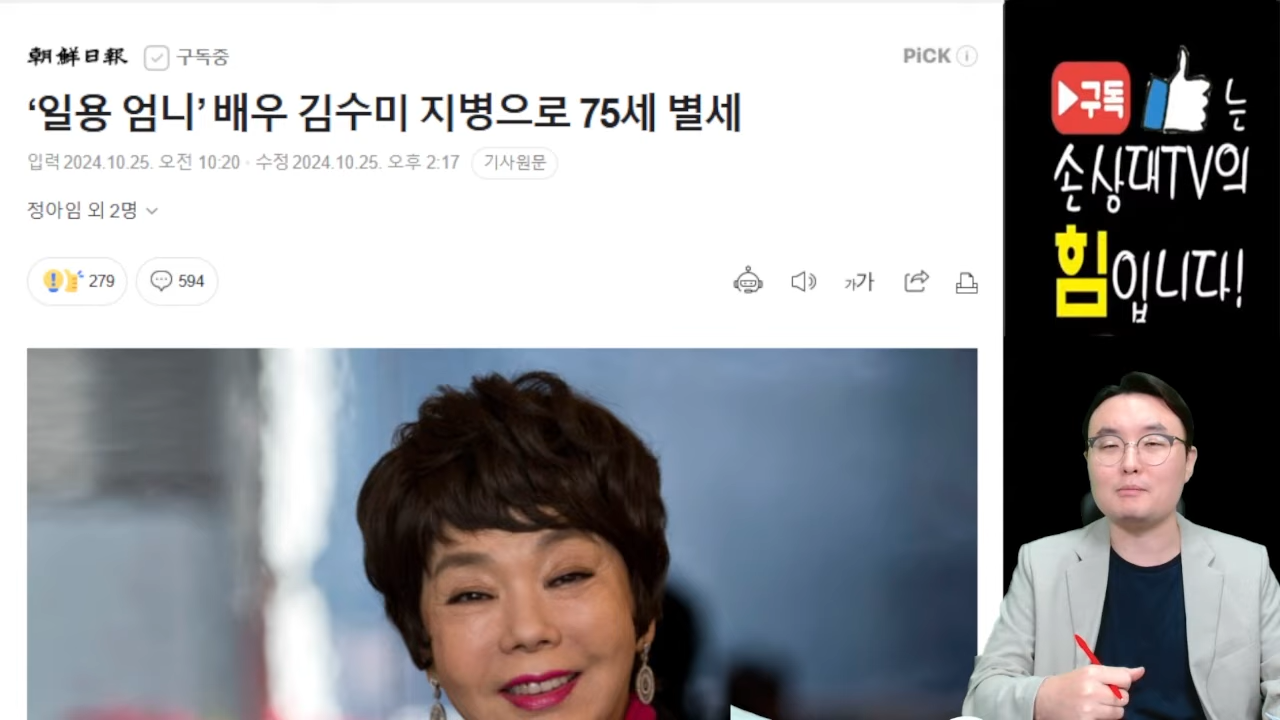 朝鮮日報 구독중
PiCK
‘일용 엄니’ 배우 김수미 지병으로 75세 별세
입력 2024.10.25. 오전 10:20 · 수정 2024.10.25. 오후 2:17 기사원문
정아임 외 2명
279 594
가가
구독 는
손상대TV의
힘입니다!